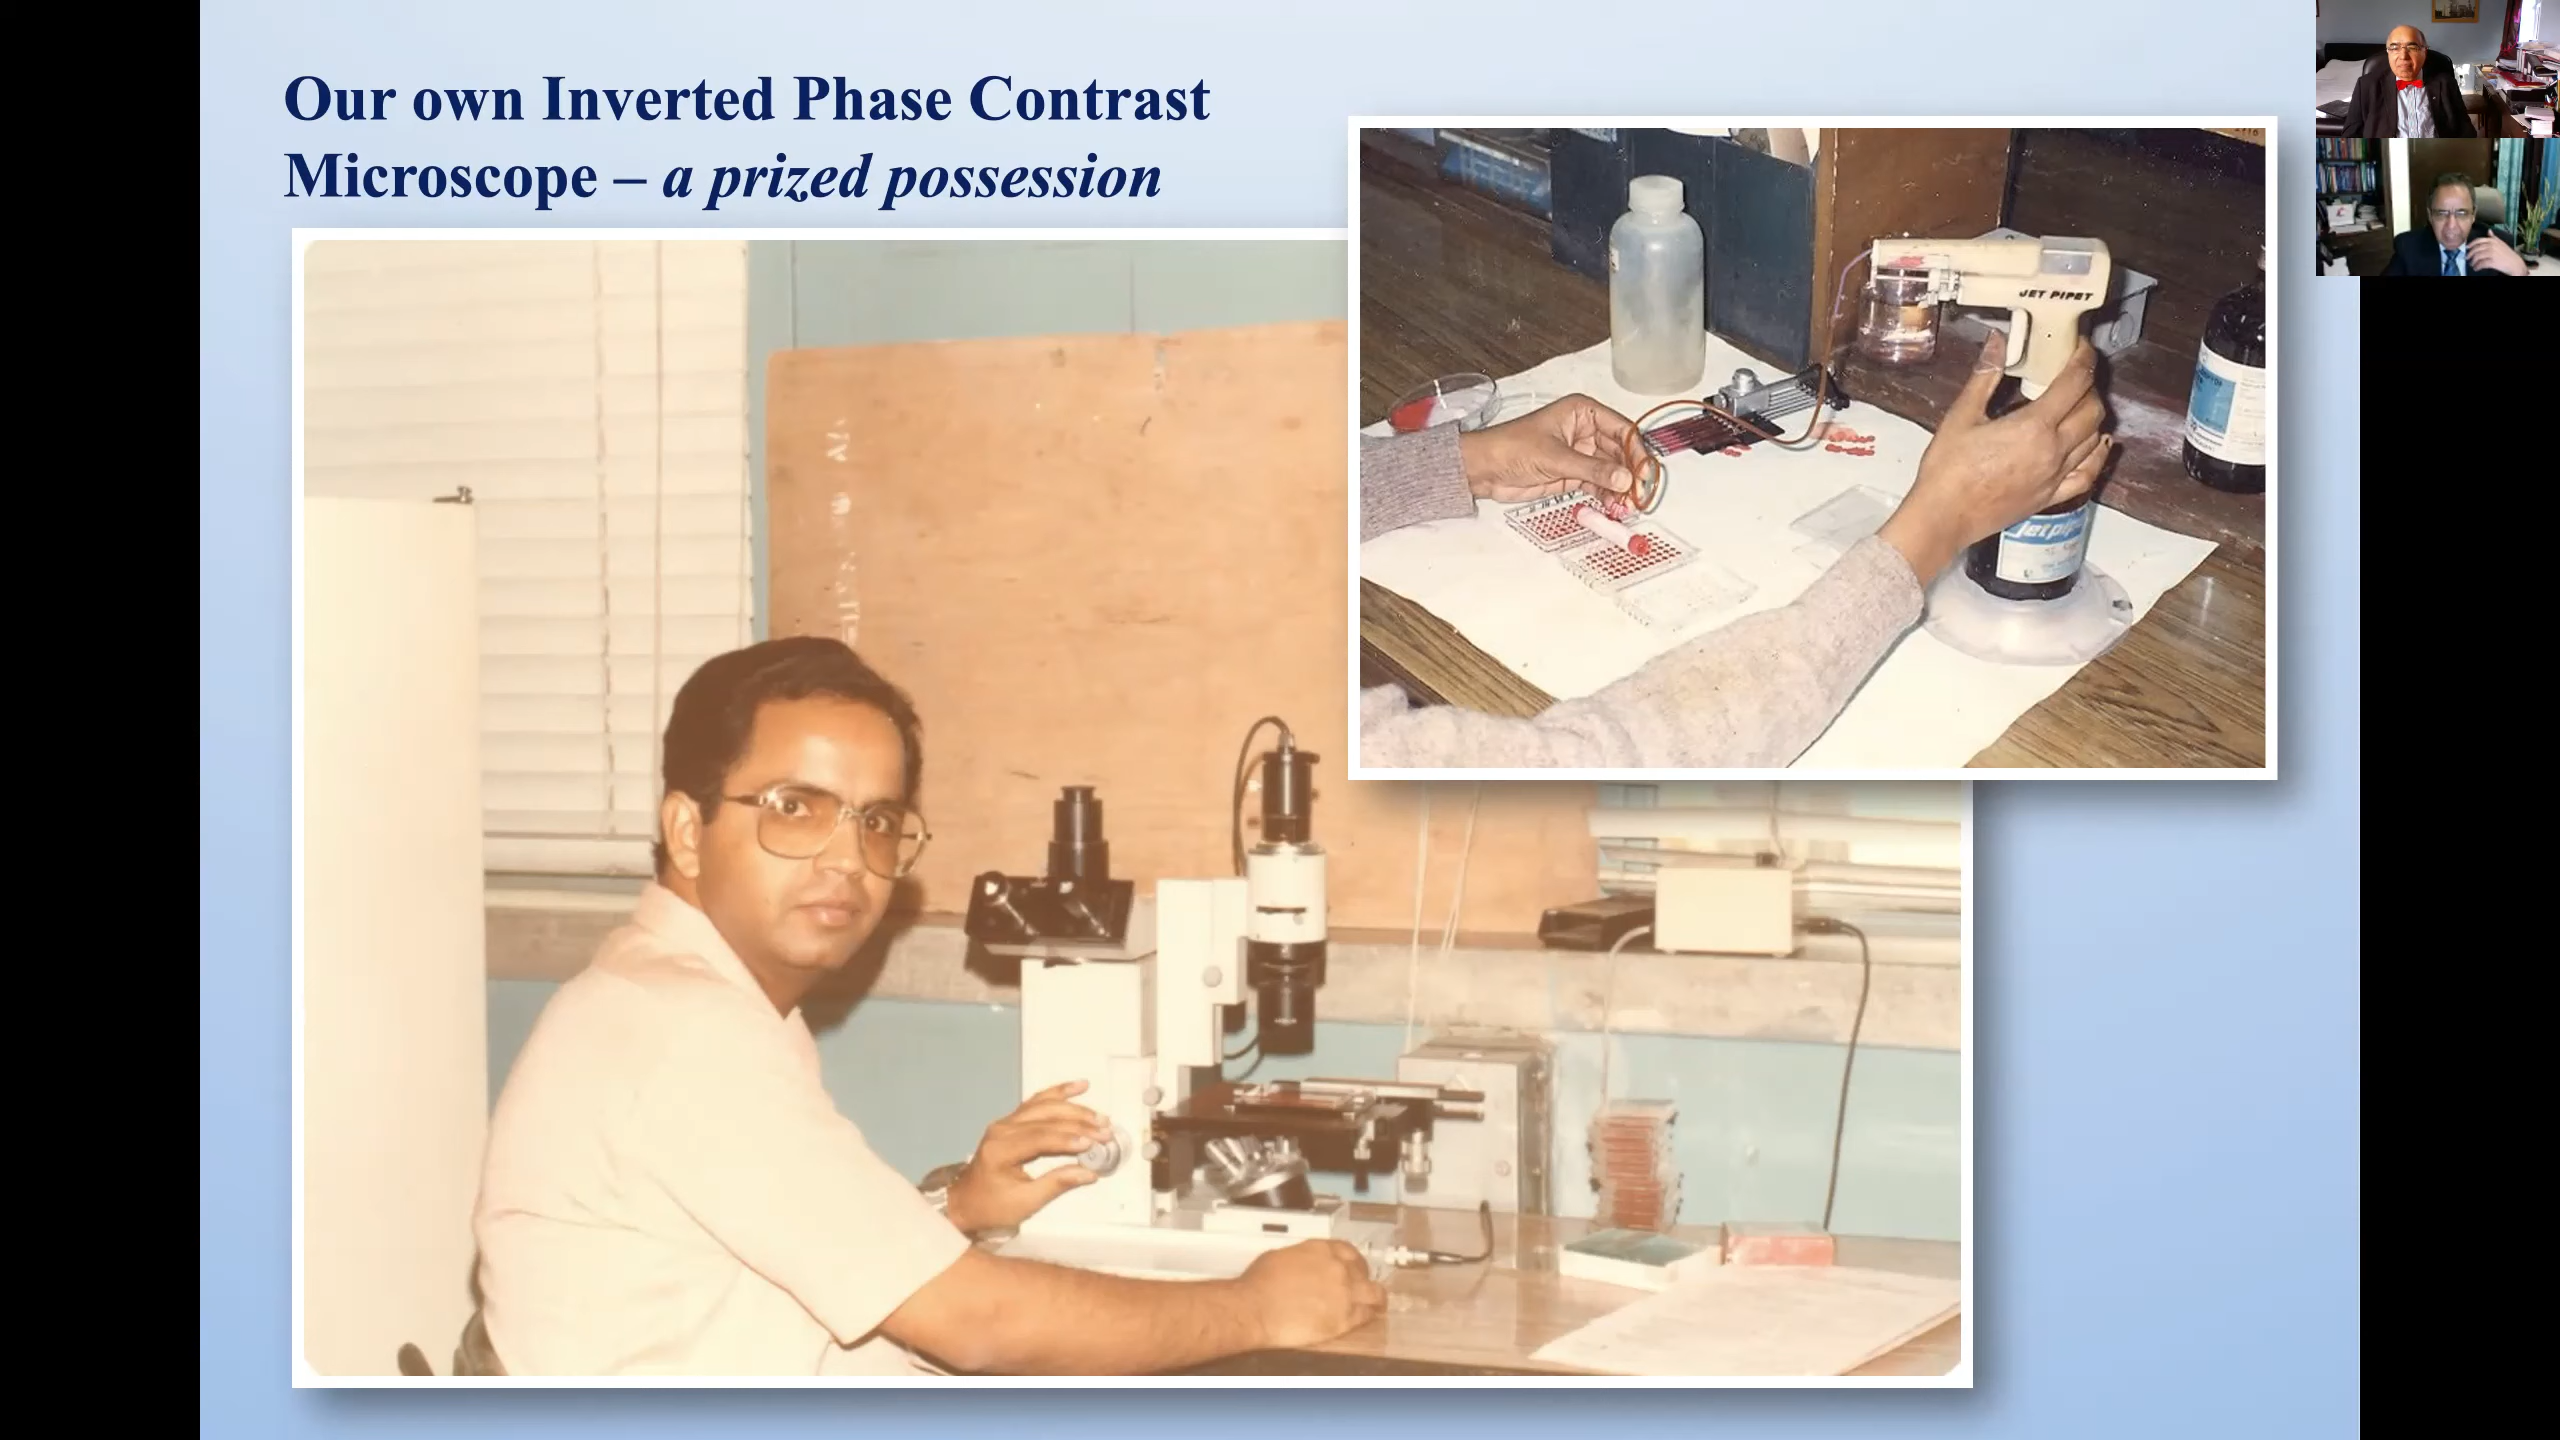 Our own Inverted Phase Contrast
Microscope – a prized possession
JET PIPET